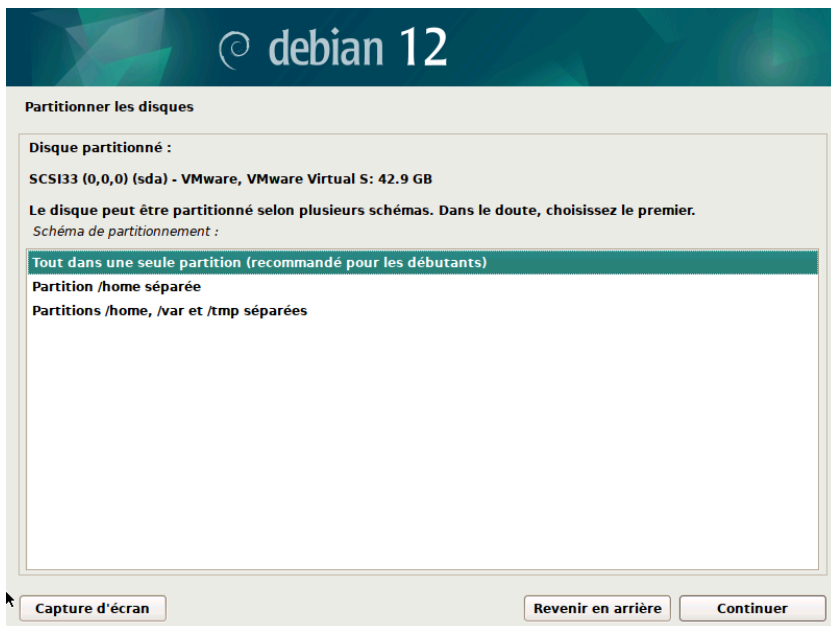 debian 12
Partitionner les disques
Disque partitionné :
SCSI33 (0,0,0) (sda) - VMware, VMware Virtual S: 42.9 GB
Le disque peut être partitionné selon plusieurs schémas. Dans le doute, choisissez le premier.
Schéma de partitionnement :
Tout dans une seule partition (recommandé pour les débutants)
Partition /home séparée
Partitions /home, /var et /tmp séparées
Capture d'écran
Revenir en arrière
Continuer